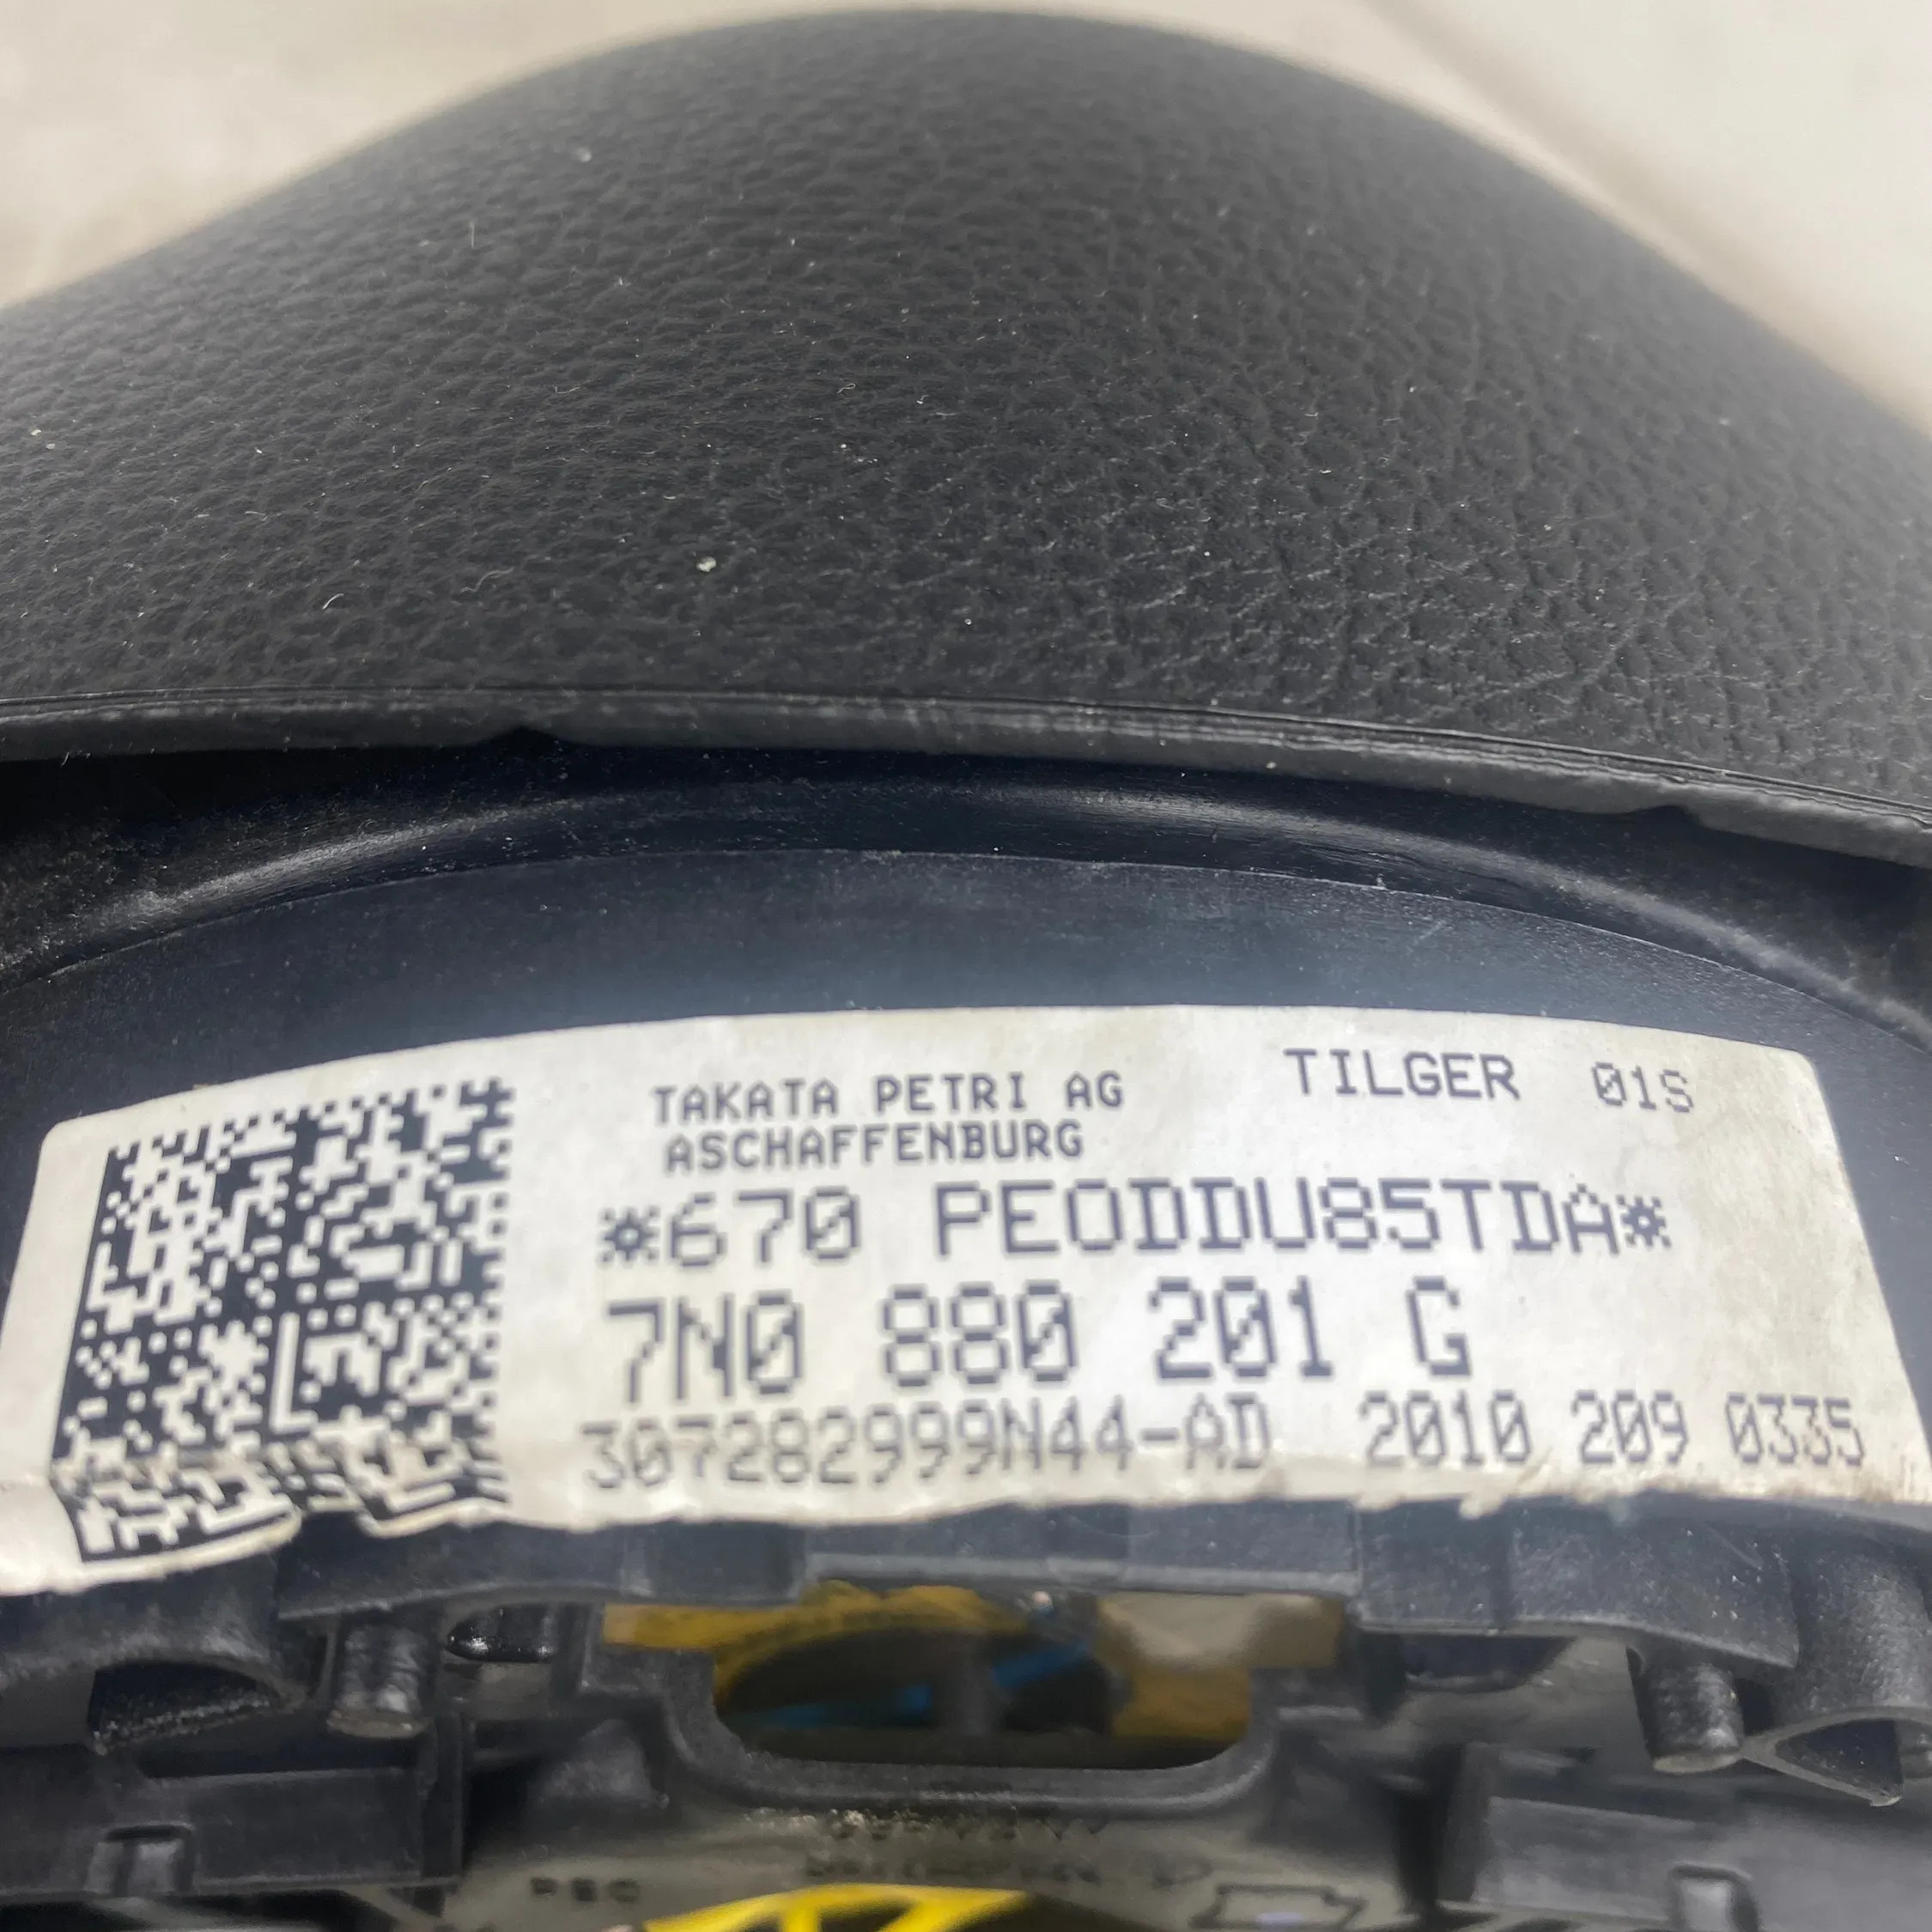 TAKATA PETRI AG TILGER 01S
ASCHAFFENBURG
*670 PEODDU85TDA*
7N0 880 201 G
307282999N44-AD 2010 209 0335